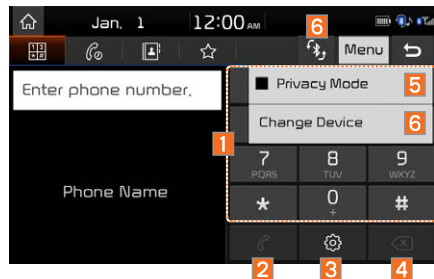 Jan. 1 12:00 AM
6
Menu
Enter phone number.
Privacy Mode 5
Change Device 6
1
7 8 9
PQRS TUV WXYZ
Phone Name
* 0 #
+
2 3 4